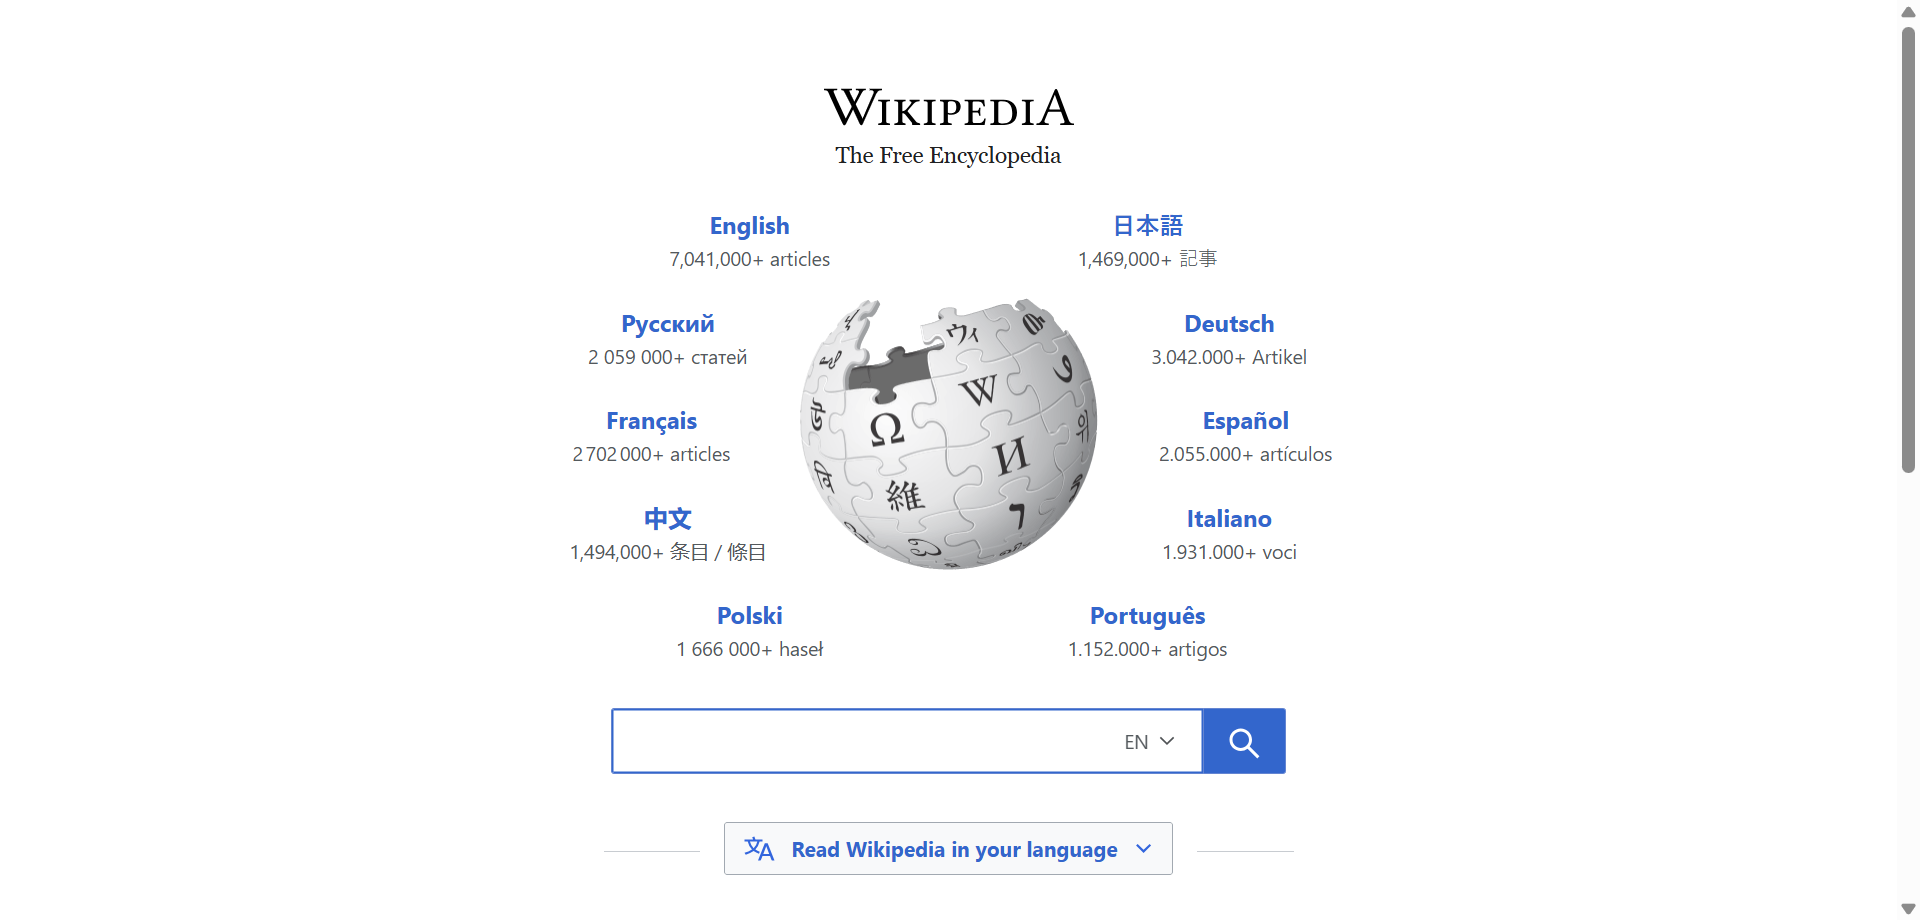 WIKIPEDIA
The Free Encyclopedia
English
7,041,000+ articles
日本語
1,469,000+ 記事
Русский
2 059 000+ статей
Deutsch
3.042.000+ Artikel
Français
2 702 000+ articles
Español
2.055.000+ artículos
中文
1,494,000+ 条目 / 條目
Italiano
1.931.000+ voci
Polski
1 666 000+ haseł
Português
1.152.000+ artigos
ウィ
W
Ω
И
維
EN
Read Wikipedia in your language